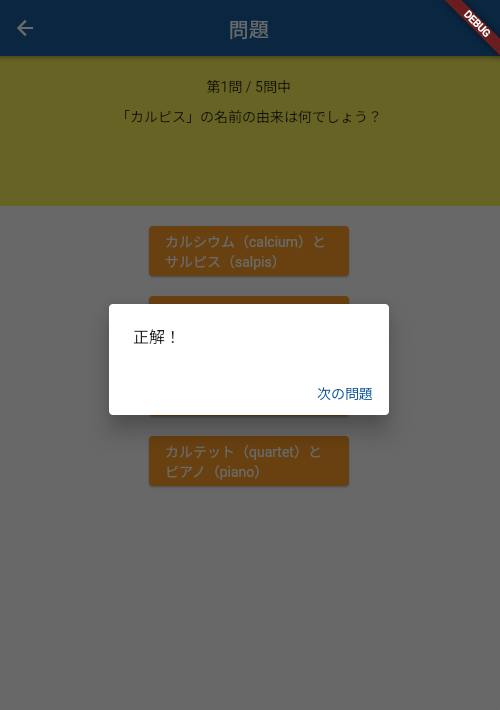 問題
DEBUG
第1問 / 5問中
「カルピス」の名前の由来は何でしょう？
カルシウム（calcium）と
サルピス（salpis）
正解！
次の問題
カルテット（quartet）と
ピアノ（piano）